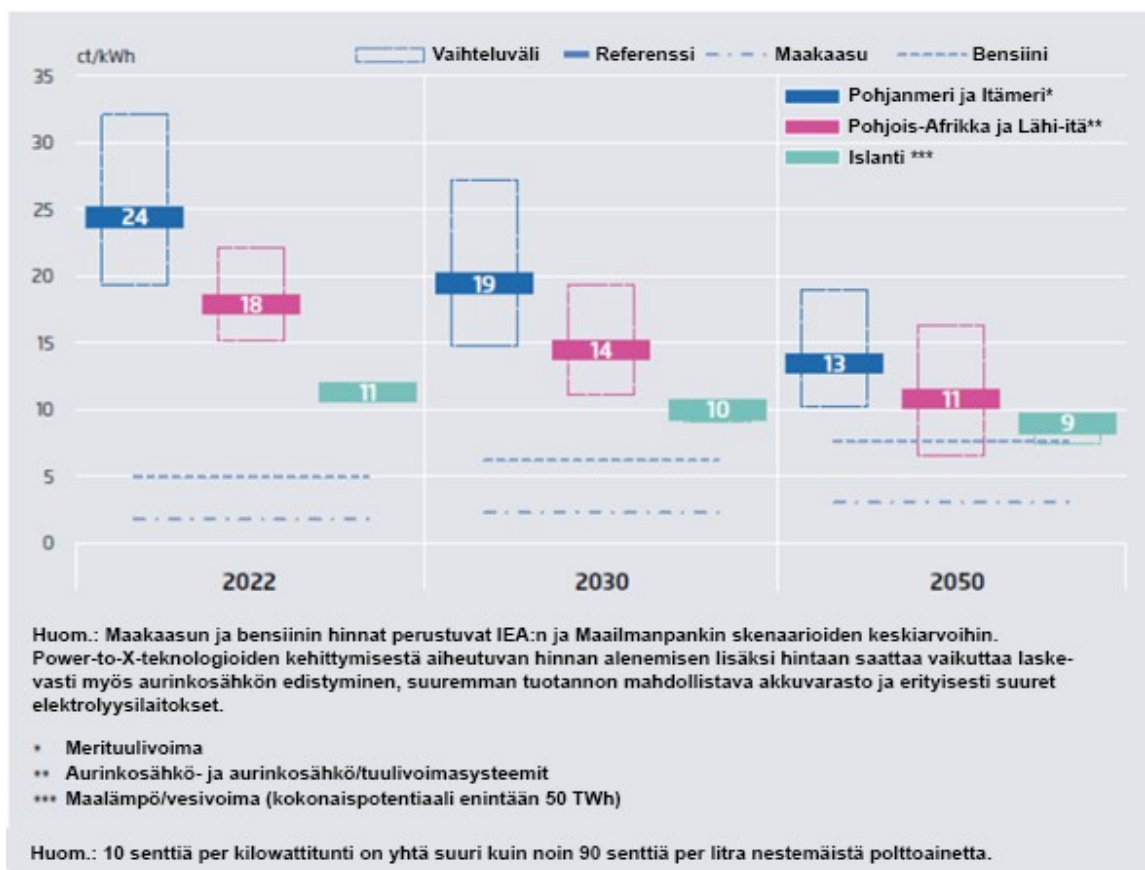 ct/kWh
Vaihteluväli Referenssi Maakaasu Bensiini
35
Pohjanmeri ja Itämeri*
Pohjois-Afrikka ja Lähi-itä**
Islanti ***
30
25
24
20
19
18
15
14
13
11
11
10
10
9
5
0
2022 2030 2050
Huom.: Maakaasun ja bensiinin hinnat perustuvat IEA:n ja Maailmanpankin skenaarioiden keskiarvoihin.
Power-to-X-teknologioiden kehittymisestä aiheutuvan hinnan alenemisen lisäksi hintaan saattaa vaikuttaa laske-
vasti myös aurinkosähkön edistyminen, suuremman tuotannon mahdollistava akkuvarasto ja erityisesti suuret
elektrolyysilaitokset.
* Merituulivoima
** Aurinkosähkö- ja aurinkosähkö/tuulivoimasysteemit
*** Maalämpö/vesivoima (kokonaispotentiaali enintään 50 TWh)
Huom.: 10 senttiä per kilowattitunti on yhtä suuri kuin noin 90 senttiä per litra nestemäistä polttoainetta.